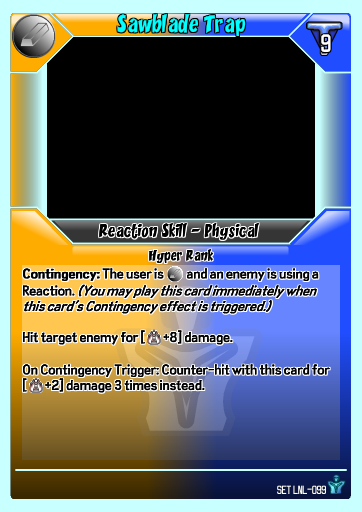 Sawblade Trap
9
Reaction Skill - Physical
Hyper Rank
Contingency: The user is and an enemy is using a
Reaction. (You may play this card immediately when
this card's Contingency effect is triggered.)
Hit target enemy for [ +8] damage.
On Contingency Trigger: Counter-hit with this card for
[ +2] damage 3 times instead.
SET LNL-099